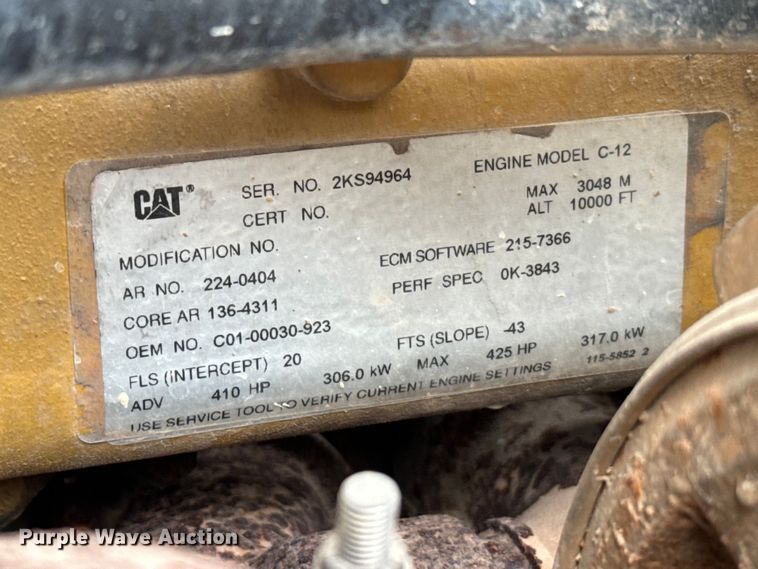 CAT® SER. NO. 2KS94964 ENGINE MODEL C-12
CERT NO. MAX 3048 M
ALT 10000 FT
MODIFICATION NO. ECM SOFTWARE 215-7366
AR NO. 224-0404 PERF SPEC 0K-3843
CORE AR 136-4311
OEM NO. C01-00030-923 FTS (SLOPE) -43
FLS (INTERCEPT) 20
ADV 410 HP 306.0 kW MAX 425 HP 317.0 kW
USE SERVICE TOOL TO VERIFY CURRENT ENGINE SETTINGS 115-5852 2
Purple Wave Auction